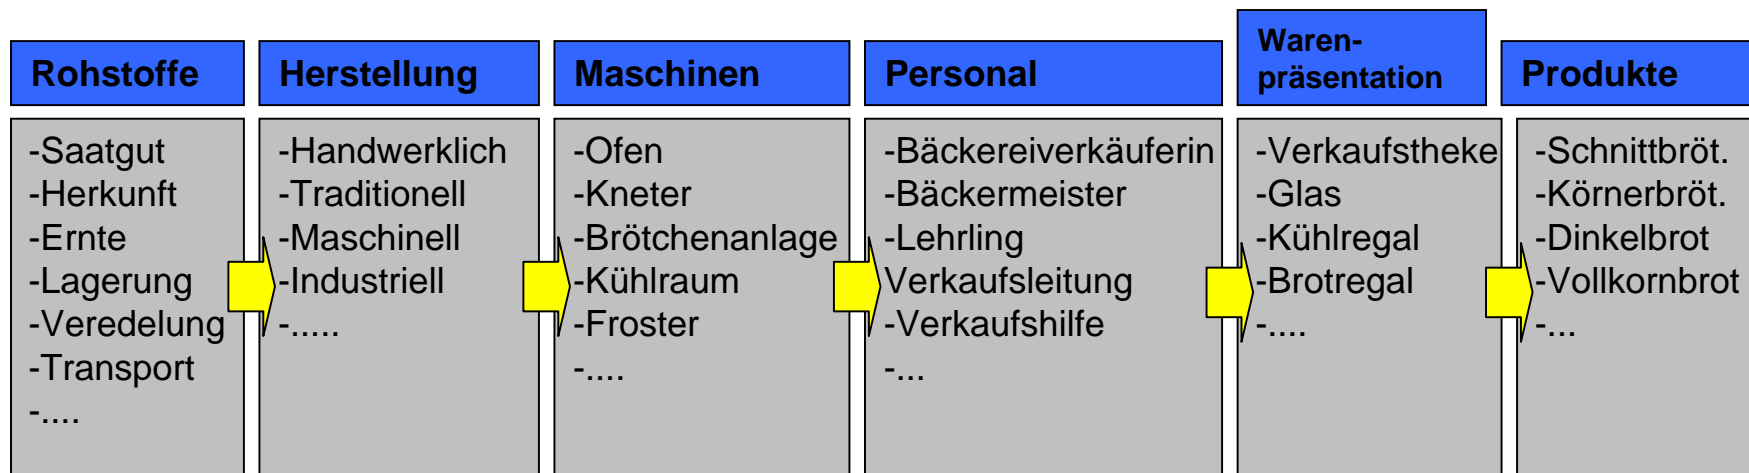 Rohstoffe
-Saatgut
-Herkunft
-Ernte
-Lagerung
-Veredelung
-Transport
-....
Herstellung
-Handwerklich
-Traditionell
-Maschinell
-Industriell
-.....
Maschinen
-Ofen
-Kneter
-Brötchenanlage
-Kühlraum
-Froster
-....
Personal
-Bäckereiverkäuferin
-Bäckermeister
-Lehrling
Verkaufsleitung
-Verkaufshilfe
-...
Waren-
präsentation
-Verkaufstheke
-Glas
-Kühlregal
-Brotregal
-....
Produkte
-Schnittbröt.
-Körnerbröt.
-Dinkelbrot
-Vollkornbrot
-...